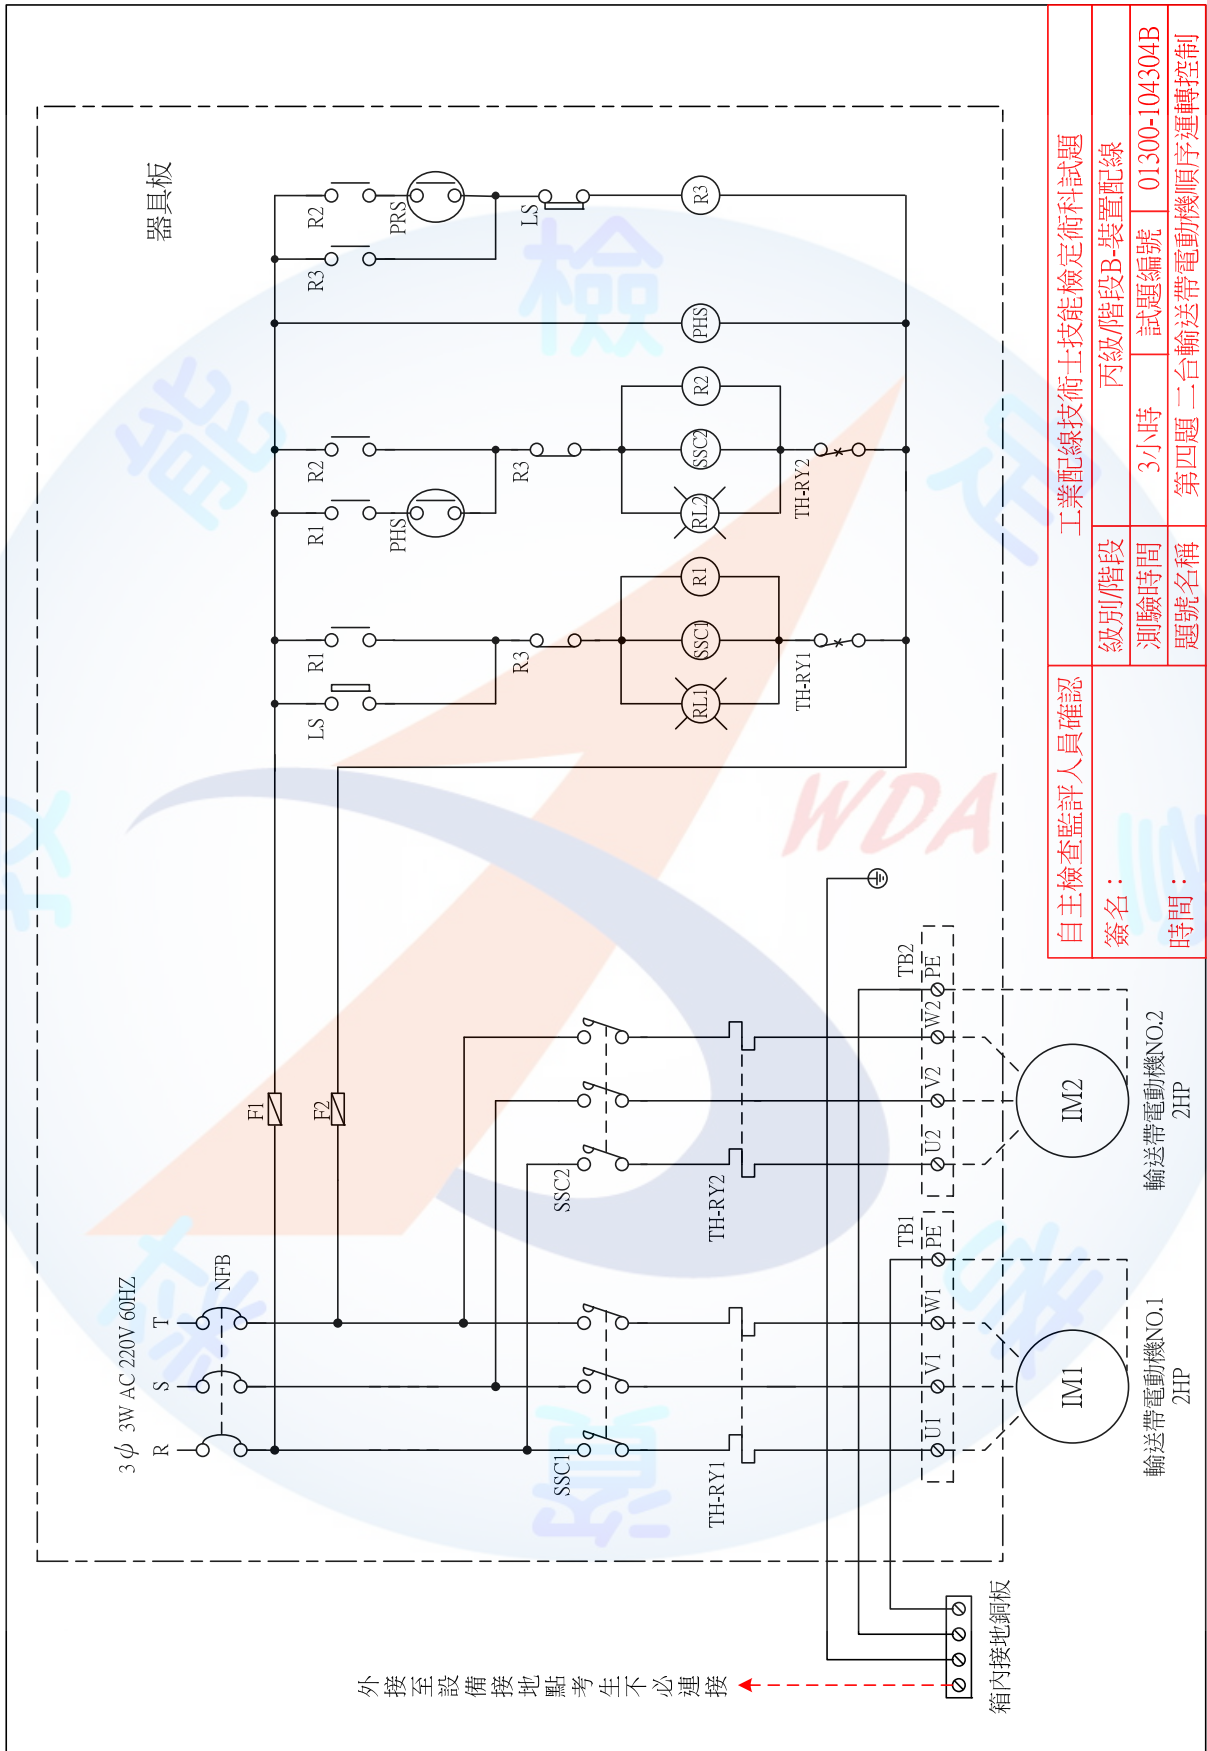 器具板
3ϕ 3W AC 220V 60HZ
R
S
T
NFB
F1
F2
LS
R1
R1
R2
R3
R2
PHS
PRS
R3
R3
LS
RL1
SSC1
R1
RL2
SSC2
R2
PHS
R3
TH-RY1
TH-RY2
SSC1
SSC2
TH-RY1
TH-RY2
TB1
U1
V1
W1
PE
TB2
U2
V2
W2
PE
IM1
IM2
輸送帶電動機NO.1
2HP
輸送帶電動機NO.2
2HP
外接至設備接地點考生不必連接
箱內接地銅板
自主檢查監評人員確認
簽名：
時間：
工業配線技術士技能檢定術科試題
級別/階段
丙級/階段B-裝置配線
測驗時間
3小時
試題編號
01300-104304B
題號名稱
第四題 二台輸送帶電動機順序運轉控制
WDA
技能檢定